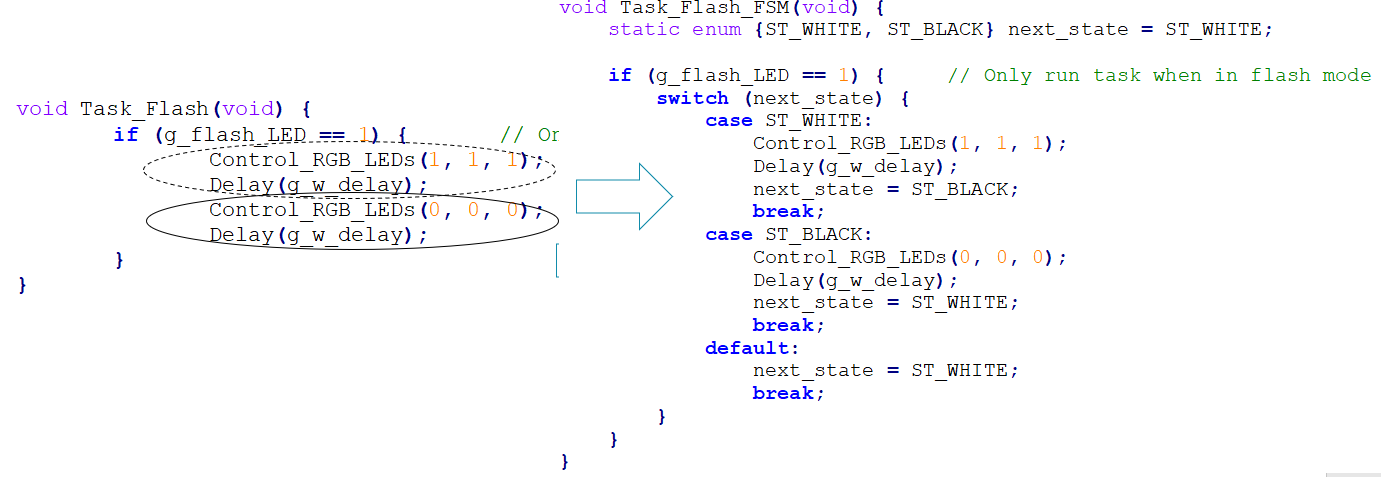 void Task_Flash(void) {
if (g_flash_LED == 1) { // Or
Control_RGB_LEDs(1, 1, 1);
Delay(g_w_delay);
Control_RGB_LEDs(0, 0, 0);
Delay(g_w_delay);
}
}
void Task_Flash_FSM(void) {
static enum {ST_WHITE, ST_BLACK} next_state = ST_WHITE;
if (g_flash_LED == 1) { // Only run task when in flash mode
switch (next_state) {
case ST_WHITE:
Control_RGB_LEDs(1, 1, 1);
Delay(g_w_delay);
next_state = ST_BLACK;
break;
case ST_BLACK:
Control_RGB_LEDs(0, 0, 0);
Delay(g_w_delay);
next_state = ST_WHITE;
break;
default:
next_state = ST_WHITE;
break;
}
}
}